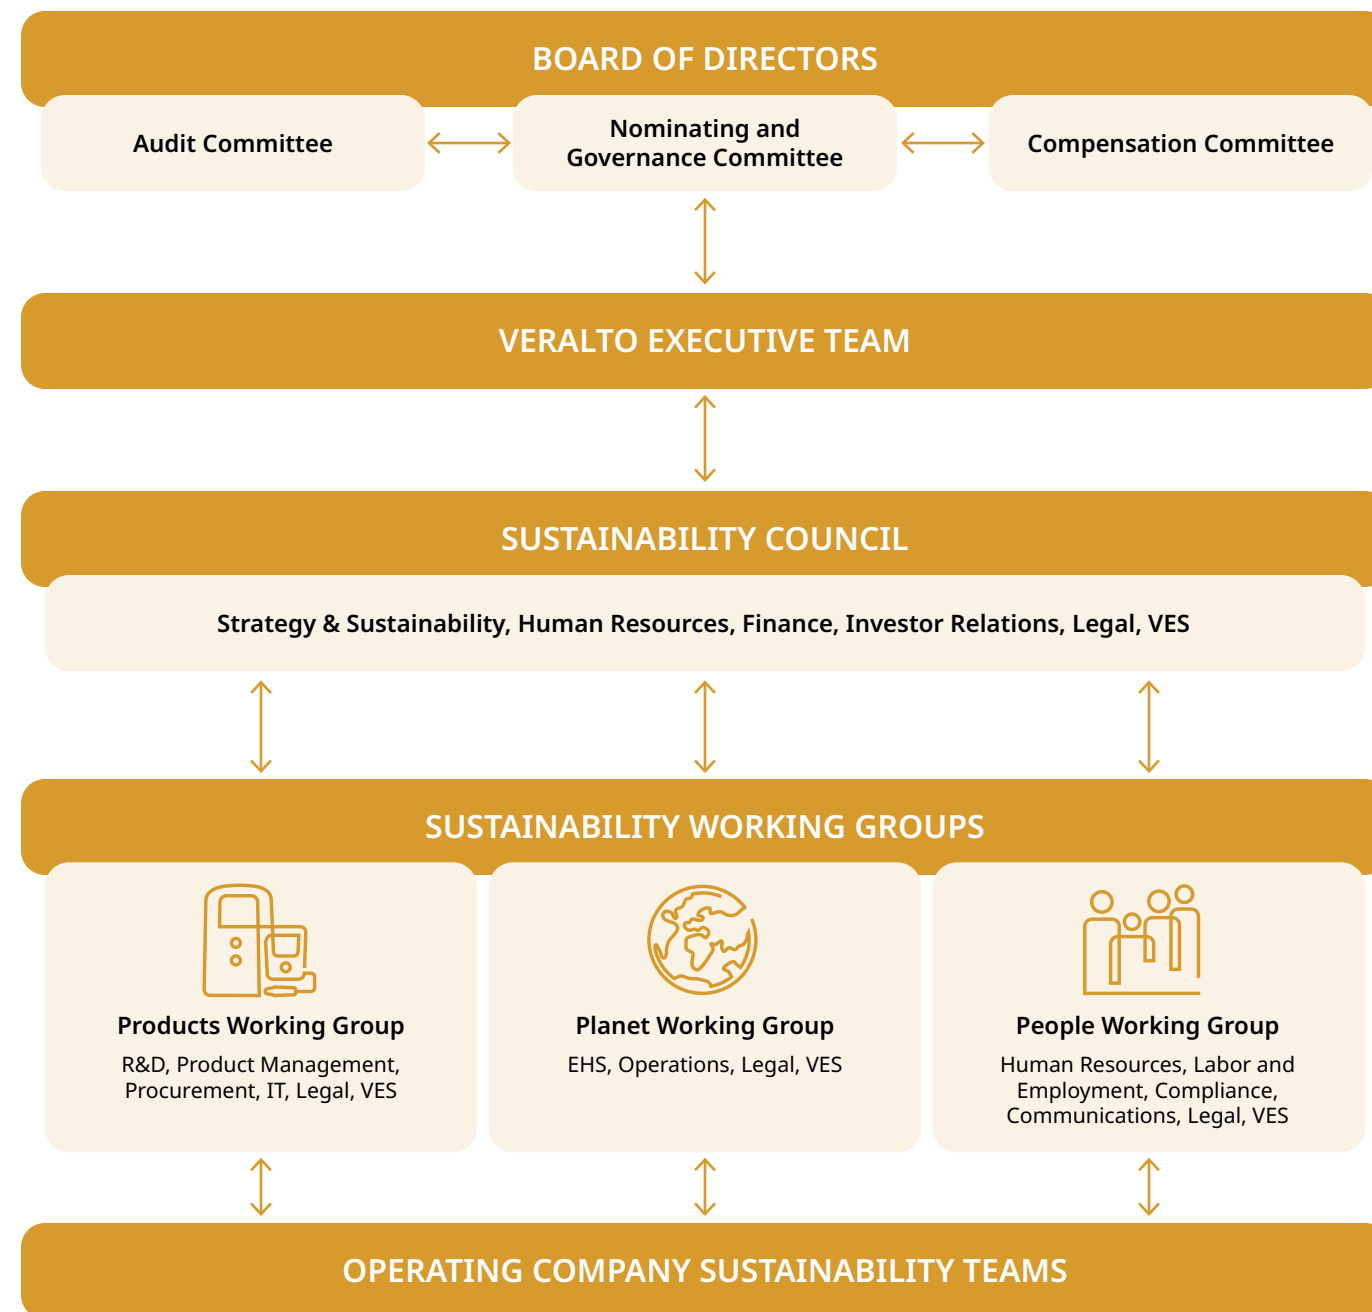 BOARD OF DIRECTORS
Audit Committee
Nominating and
Governance Committee
Compensation Committee
VERALTO EXECUTIVE TEAM
SUSTAINABILITY COUNCIL
Strategy & Sustainability, Human Resources, Finance, Investor Relations, Legal, VES
SUSTAINABILITY WORKING GROUPS
Products Working Group
R&D, Product Management,
Procurement, IT, Legal, VES
Planet Working Group
EHS, Operations, Legal, VES
People Working Group
Human Resources, Labor and
Employment, Compliance,
Communications, Legal, VES
OPERATING COMPANY SUSTAINABILITY TEAMS